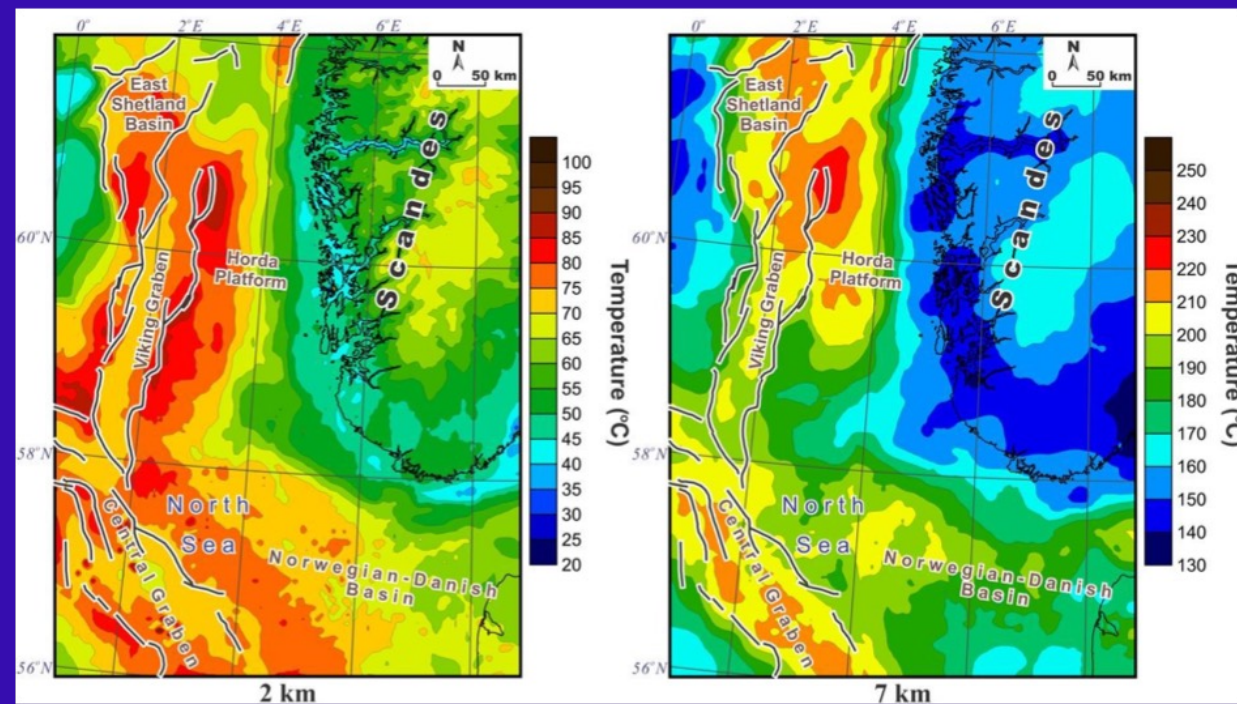 0°
2°E
4°E
6°E
N
0 50 km
East
Shetland
Basin
Scandes
60°N
Viking Graben
Horda
Platform
58°N
North
Sea
Central Graben
Norwegian-Danish
Basin
56°N
2 km
100
95
90
85
80
75
70
65
60
55
50
45
40
35
30
25
20
Temperature (°C)
0°
2°E
4°E
6°E
N
0 50 km
East
Shetland
Basin
Scandes
60°N
Viking Graben
Horda
Platform
58°N
North
Sea
Central Graben
Norwegian-Danish
Basin
56°N
7 km
250
240
230
220
210
200
190
180
170
160
150
140
130
Temperature (°C)